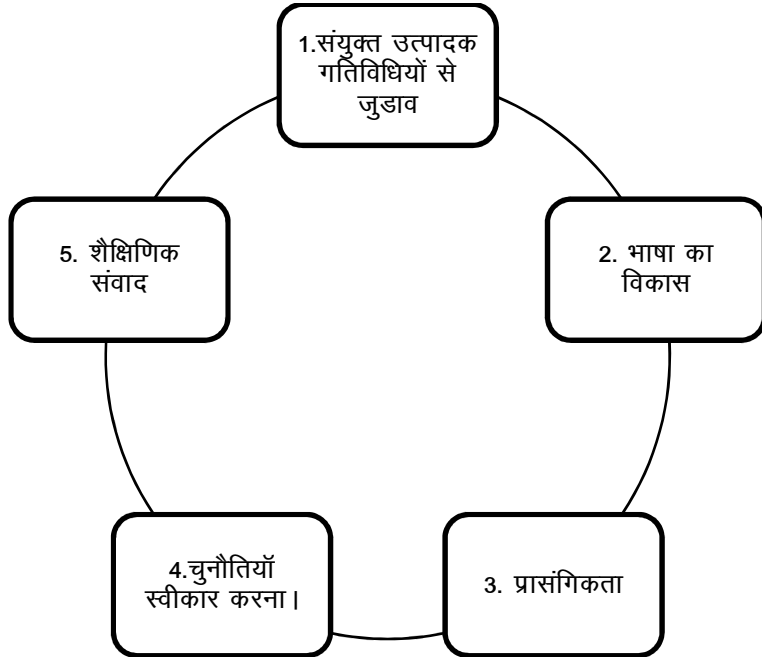 1.संयुक्त उत्पादक
गतिविधियों से
जुडाव
2. भाषा का
विकास
3. प्रासंगिकता
4.चुनौतियॉ
स्वीकार करना।
5. शैक्षिणिक
संवाद